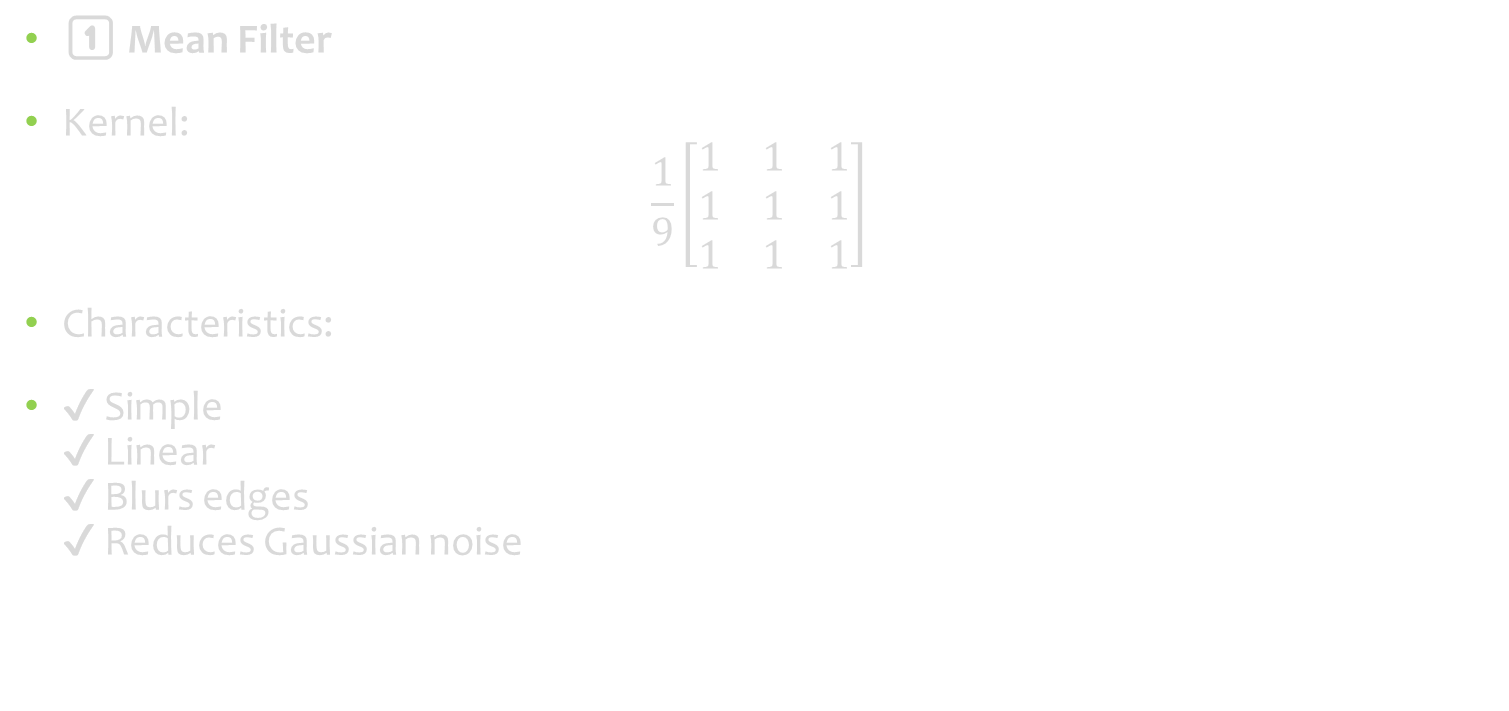 • 1️⃣ Mean Filter
• Kernel:
1/9 [1 1 1
1 1 1
1 1 1]
• Characteristics:
• ✔ Simple
✔ Linear
✔ Blurs edges
✔ Reduces Gaussian noise